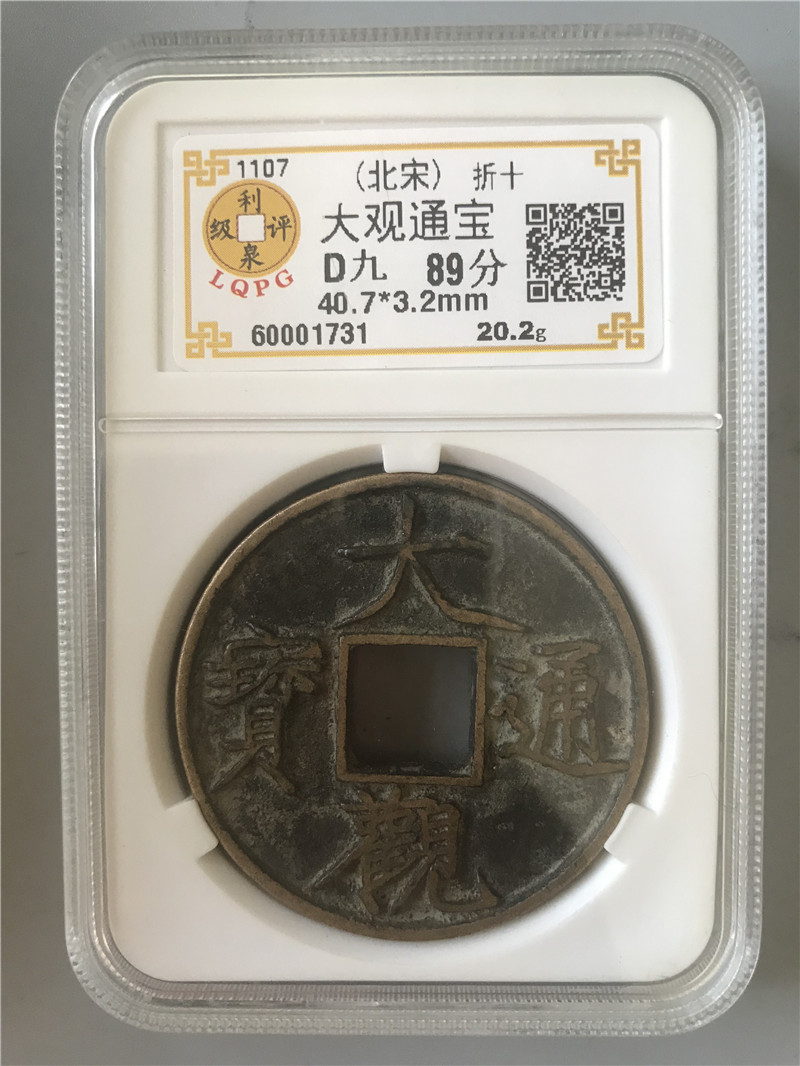 1107 (北宋) 折十
利泉评级
大观通宝
D九 89分
LQPG
40.7*3.2mm
60001731 20.2g
大觀通寶